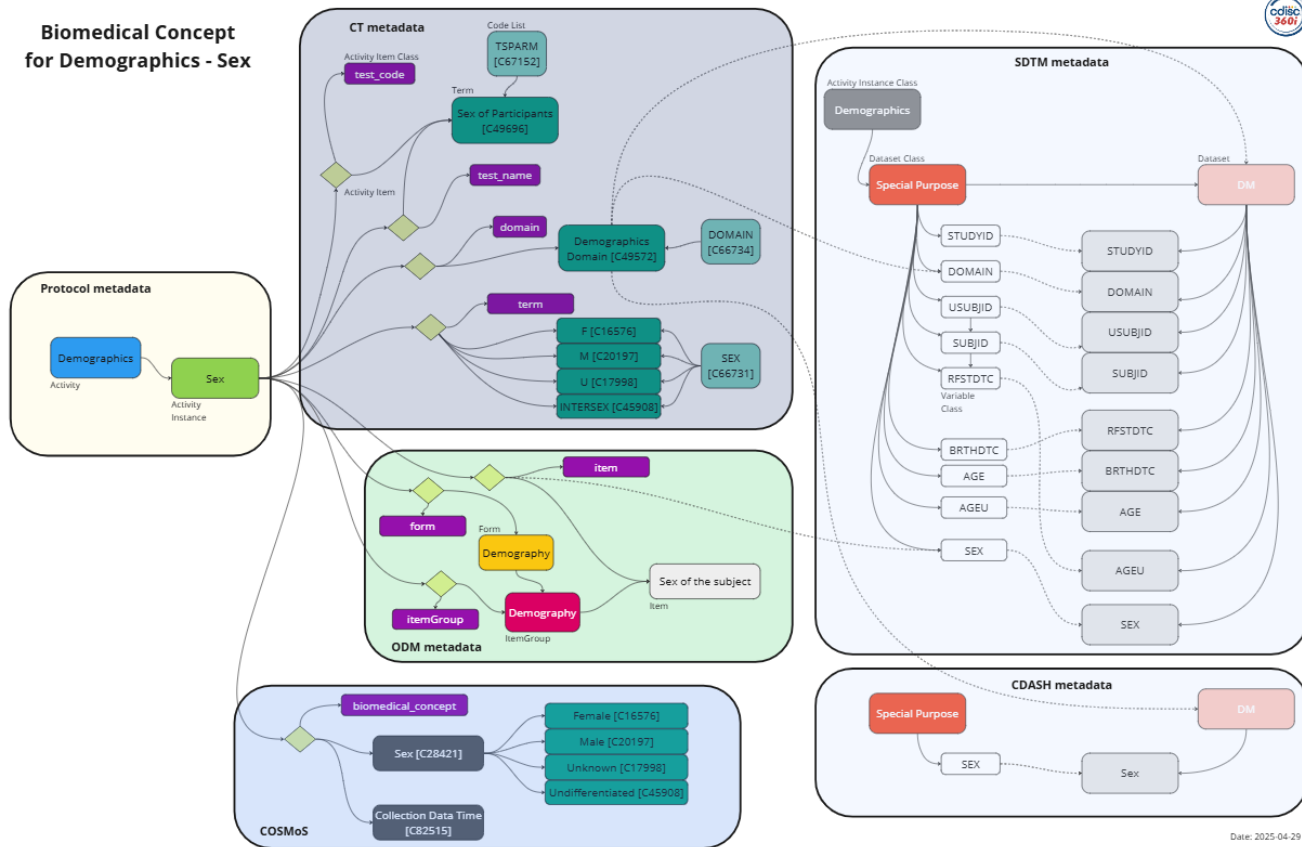 Biomedical Concept
for Demographics - Sex
cdisc
360i
Protocol metadata
Demographics
Activity
Sex
Activity
Instance
CT metadata
Code List
TSPARM
[C67152]
Activity Item Class
test_code
Term
Sex of Participants
[C49696]
Activity Item
test_name
domain
Demographics
Domain [C49572]
DOMAIN
[C66734]
term
F [C16576]
M [C20197]
U [C17998]
INTERSEX [C45908]
SEX
[C66731]
item
form
Form
Demography
itemGroup
Demography
ItemGroup
Sex of the subject
Item
ODM metadata
biomedical_concept
Sex [C28421]
Collection Data Time
[C82515]
Female [C16576]
Male [C20197]
Unknown [C17998]
Undifferentiated [C45908]
COSMoS
SDTM metadata
Activity Instance Class
Demographics
Dataset Class
Special Purpose
Dataset
DM
STUDYID
DOMAIN
USUBJID
SUBJID
RFSTDTC
Variable
Class
BRTHDTC
AGE
AGEU
SEX
STUDYID
DOMAIN
USUBJID
SUBJID
RFSTDTC
BRTHDTC
AGE
AGEU
SEX
CDASH metadata
Special Purpose
DM
SEX
Sex
Date: 2025-04-29